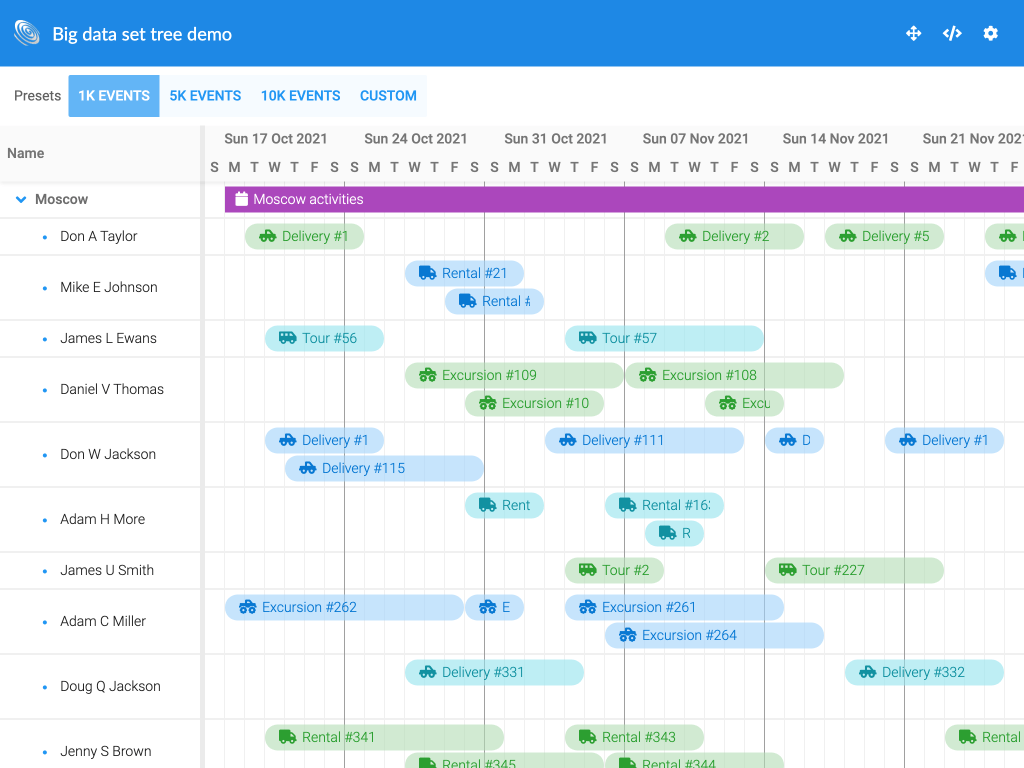 Big data set tree demo
Presets 1K EVENTS 5K EVENTS 10K EVENTS CUSTOM
Name
Sun 17 Oct 2021 Sun 24 Oct 2021 Sun 31 Oct 2021 Sun 07 Nov 2021 Sun 14 Nov 2021 Sun 21 Nov 202
S M T W T F S S M T W T F S S M T W T F S S M T W T F S S M T W T F S S M T W T F
Moscow Moscow activities
Don A Taylor Delivery #1 Delivery #2 Delivery #5
Mike E Johnson Rental #21
Rental #
James L Ewans Tour #56 Tour #57
Daniel V Thomas Excursion #109 Excursion #108
Excursion #10 Excu
Don W Jackson Delivery #1 Delivery #111 D Delivery #1
Delivery #115
Adam H More Rent Rental #16
R
James U Smith Tour #2 Tour #227
Adam C Miller Excursion #262 E Excursion #261
Excursion #264
Doug Q Jackson Delivery #331 Delivery #332
Jenny S Brown Rental #341 Rental #343 Rental
Rental #345 Rental #344